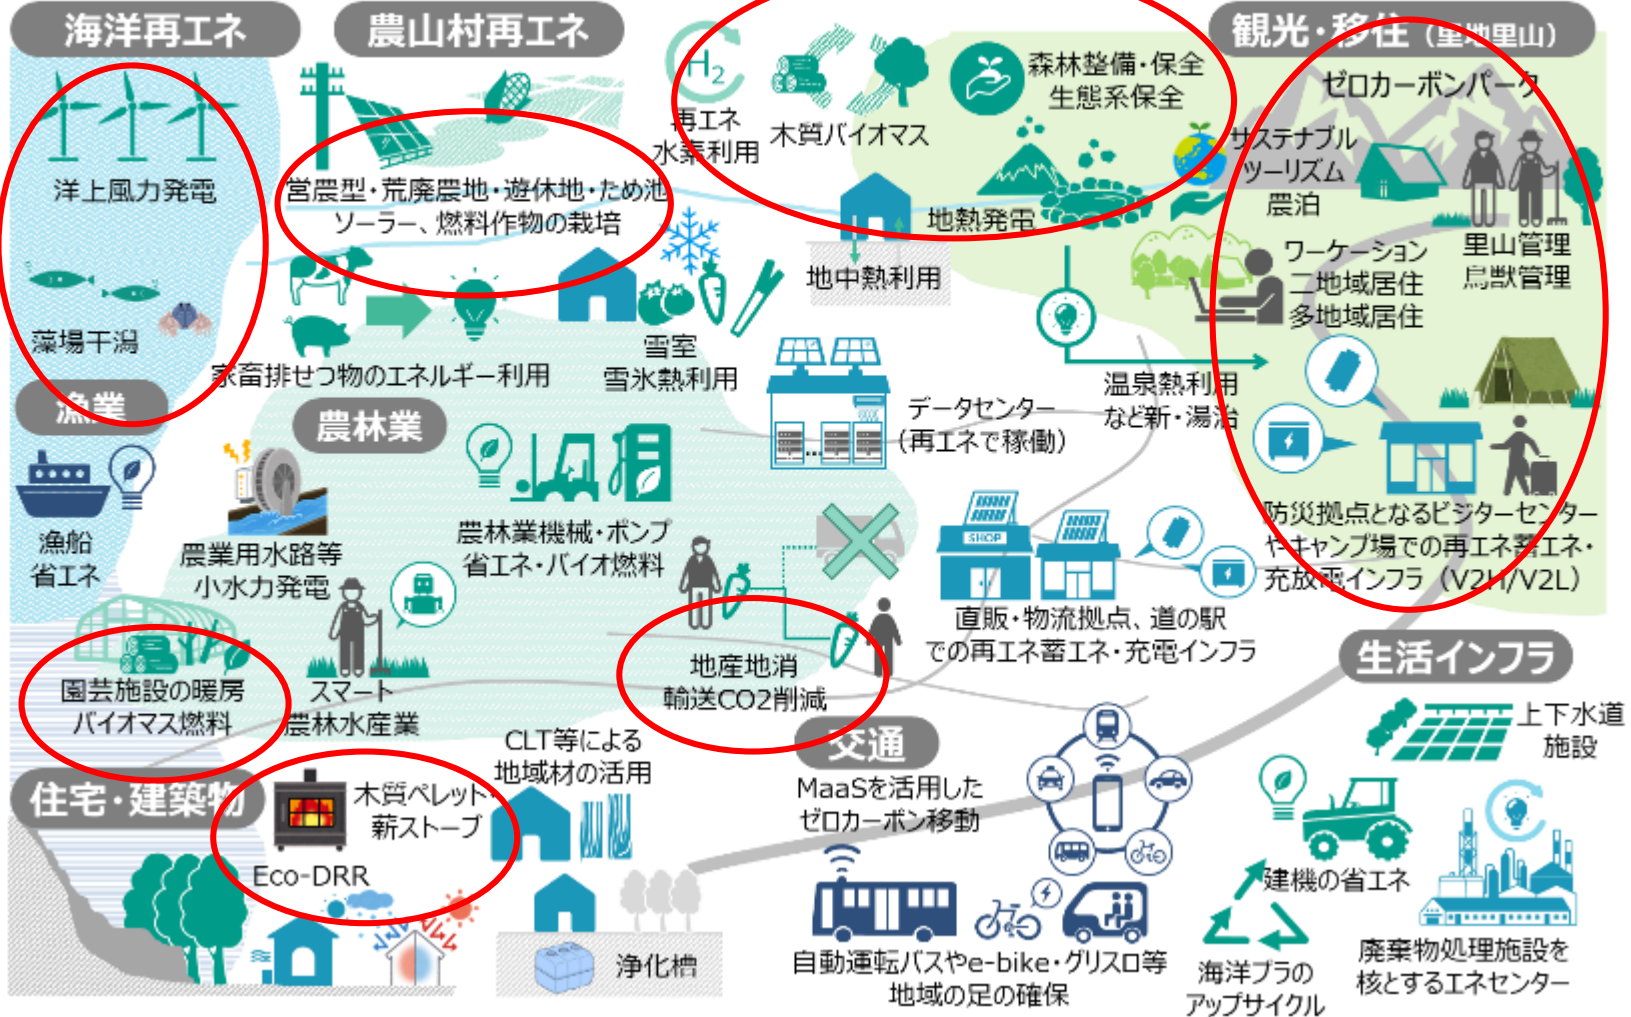 海洋再エネ
農山村再エネ
観光・移住（里地里山）
H2
再エネ
水素利用
木質バイオマス
森林整備・保全
生態系保全
ゼロカーボンパーク
洋上風力発電
営農型・荒廃農地・遊休地・ため池
ソーラー、燃料作物の栽培
地熱発電
サステナブル
ツーリズム
農泊
里山管理
鳥獣管理
地中熱利用
ワーケーション
二地域居住
多地域居住
藻場干潟
家畜排せつ物のエネルギー利用
雪室
雪氷熱利用
温泉熱利用
など新・湯治
漁業
農林業
データセンター
（再エネで稼働）
漁船
省エネ
農業用水路等
小水力発電
農林業機械・ポンプ
省エネ・バイオ燃料
SHOP
防災拠点となるビジターセンター
やキャンプ場での再エネ蓄エネ・
充放電インフラ（V2H/V2L）
直販・物流拠点、道の駅
での再エネ蓄エネ・充電インフラ
園芸施設の暖房
バイオマス燃料
スマート
農林水産業
地産地消
輸送CO2削減
生活インフラ
上下水道
施設
住宅・建築物
木質ペレット・
薪ストーブ
CLT等による
地域材の活用
交通
MaaSを活用した
ゼロカーボン移動
Eco-DRR
建機の省エネ
浄化槽
自動運転バスやe-bike・グリスロ等
地域の足の確保
海洋プラの
アップサイクル
廃棄物処理施設を
核とするエネセンター